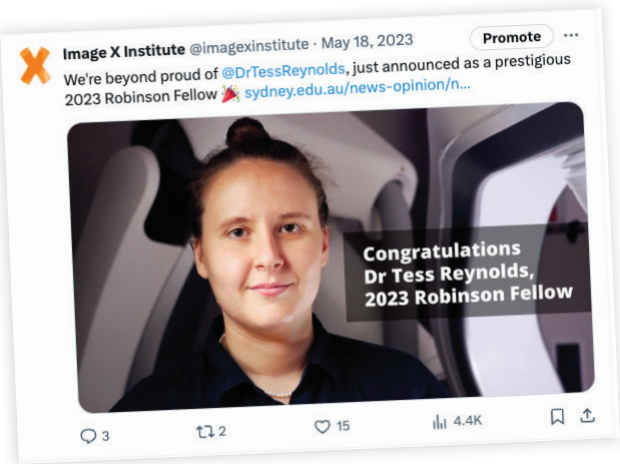 Image X Institute @imagexinstitute · May 18, 2023 Promote ...
We're beyond proud of @DrTessReynolds, just announced as a prestigious
2023 Robinson Fellow 🎉 sydney.edu.au/news-opinion/n...
Congratulations
Dr Tess Reynolds,
2023 Robinson Fellow
3 2 15 4.4K